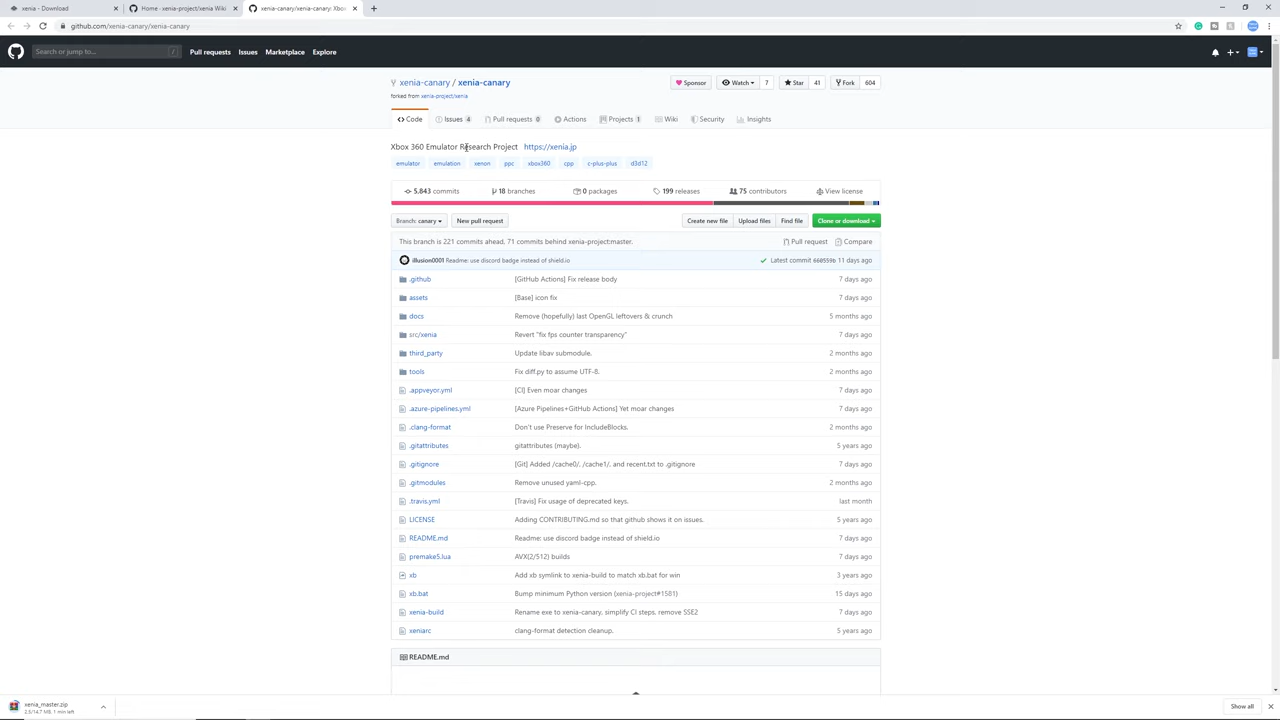 xenia - Download
Home · xenia-project/xenia Wiki
xenia-canary/xenia-canary: Xbo
github.com/xenia-canary/xenia-canary
Search or jump to...
/
Pull requests
Issues
Marketplace
Explore
xenia-canary / xenia-canary
forked from xenia-project/xenia
Sponsor
Watch 7
Star 41
Fork 604
Code
Issues 4
Pull requests 0
Actions
Projects 1
Wiki
Security
Insights
Xbox 360 Emulator Research Project https://xenia.jp
emulator emulation xenon ppc xbox360 cpp c-plus-plus d3d12
5,843 commits
18 branches
0 packages
199 releases
75 contributors
View license
Branch: canary
New pull request
Create new file
Upload files
Find file
Clone or download
This branch is 221 commits ahead, 71 commits behind xenia-project:master.
Pull request
Compare
illusion0001 Readme: use discord badge instead of shield.io
Latest commit 660559b 11 days ago
.github [GitHub Actions] Fix release body 7 days ago
assets [Base] icon fix 7 days ago
docs Remove (hopefully) last OpenGL leftovers & crunch 5 months ago
src/xenia Revert "fix fps counter transparency" 7 days ago
third_party Update libav submodule. 2 months ago
tools Fix diff.py to assume UTF-8. 2 months ago
.appveyor.yml [CI] Even moar changes 7 days ago
.azure-pipelines.yml [Azure Pipelines+GitHub Actions] Yet moar changes 7 days ago
.clang-format Don't use Preserve for IncludeBlocks. 2 months ago
.gitattributes gitattributes (maybe). 5 years ago
.gitignore [Git] Added /cache0/, /cache1/, and recent.txt to .gitignore 7 days ago
.gitmodules Remove unused yaml-cpp. 2 months ago
.travis.yml [Travis] Fix usage of deprecated keys. last month
LICENSE Adding CONTRIBUTING.md so that github shows it on issues. 5 years ago
README.md Readme: use discord badge instead of shield.io 7 days ago
premake5.lua AVX(2/512) builds 7 days ago
xb Add xb symlink to xenia-build to match xb.bat for win 3 years ago
xb.bat Bump minimum Python version (xenia-project#1581) 15 days ago
xenia-build Rename exe to xenia-canary, simplify CI steps, remove SSE2 7 days ago
xeniarc clang-format detection cleanup. 5 years ago
README.md
xenia_master.zip
2.5/14.7 MB, 1 min left
Show all